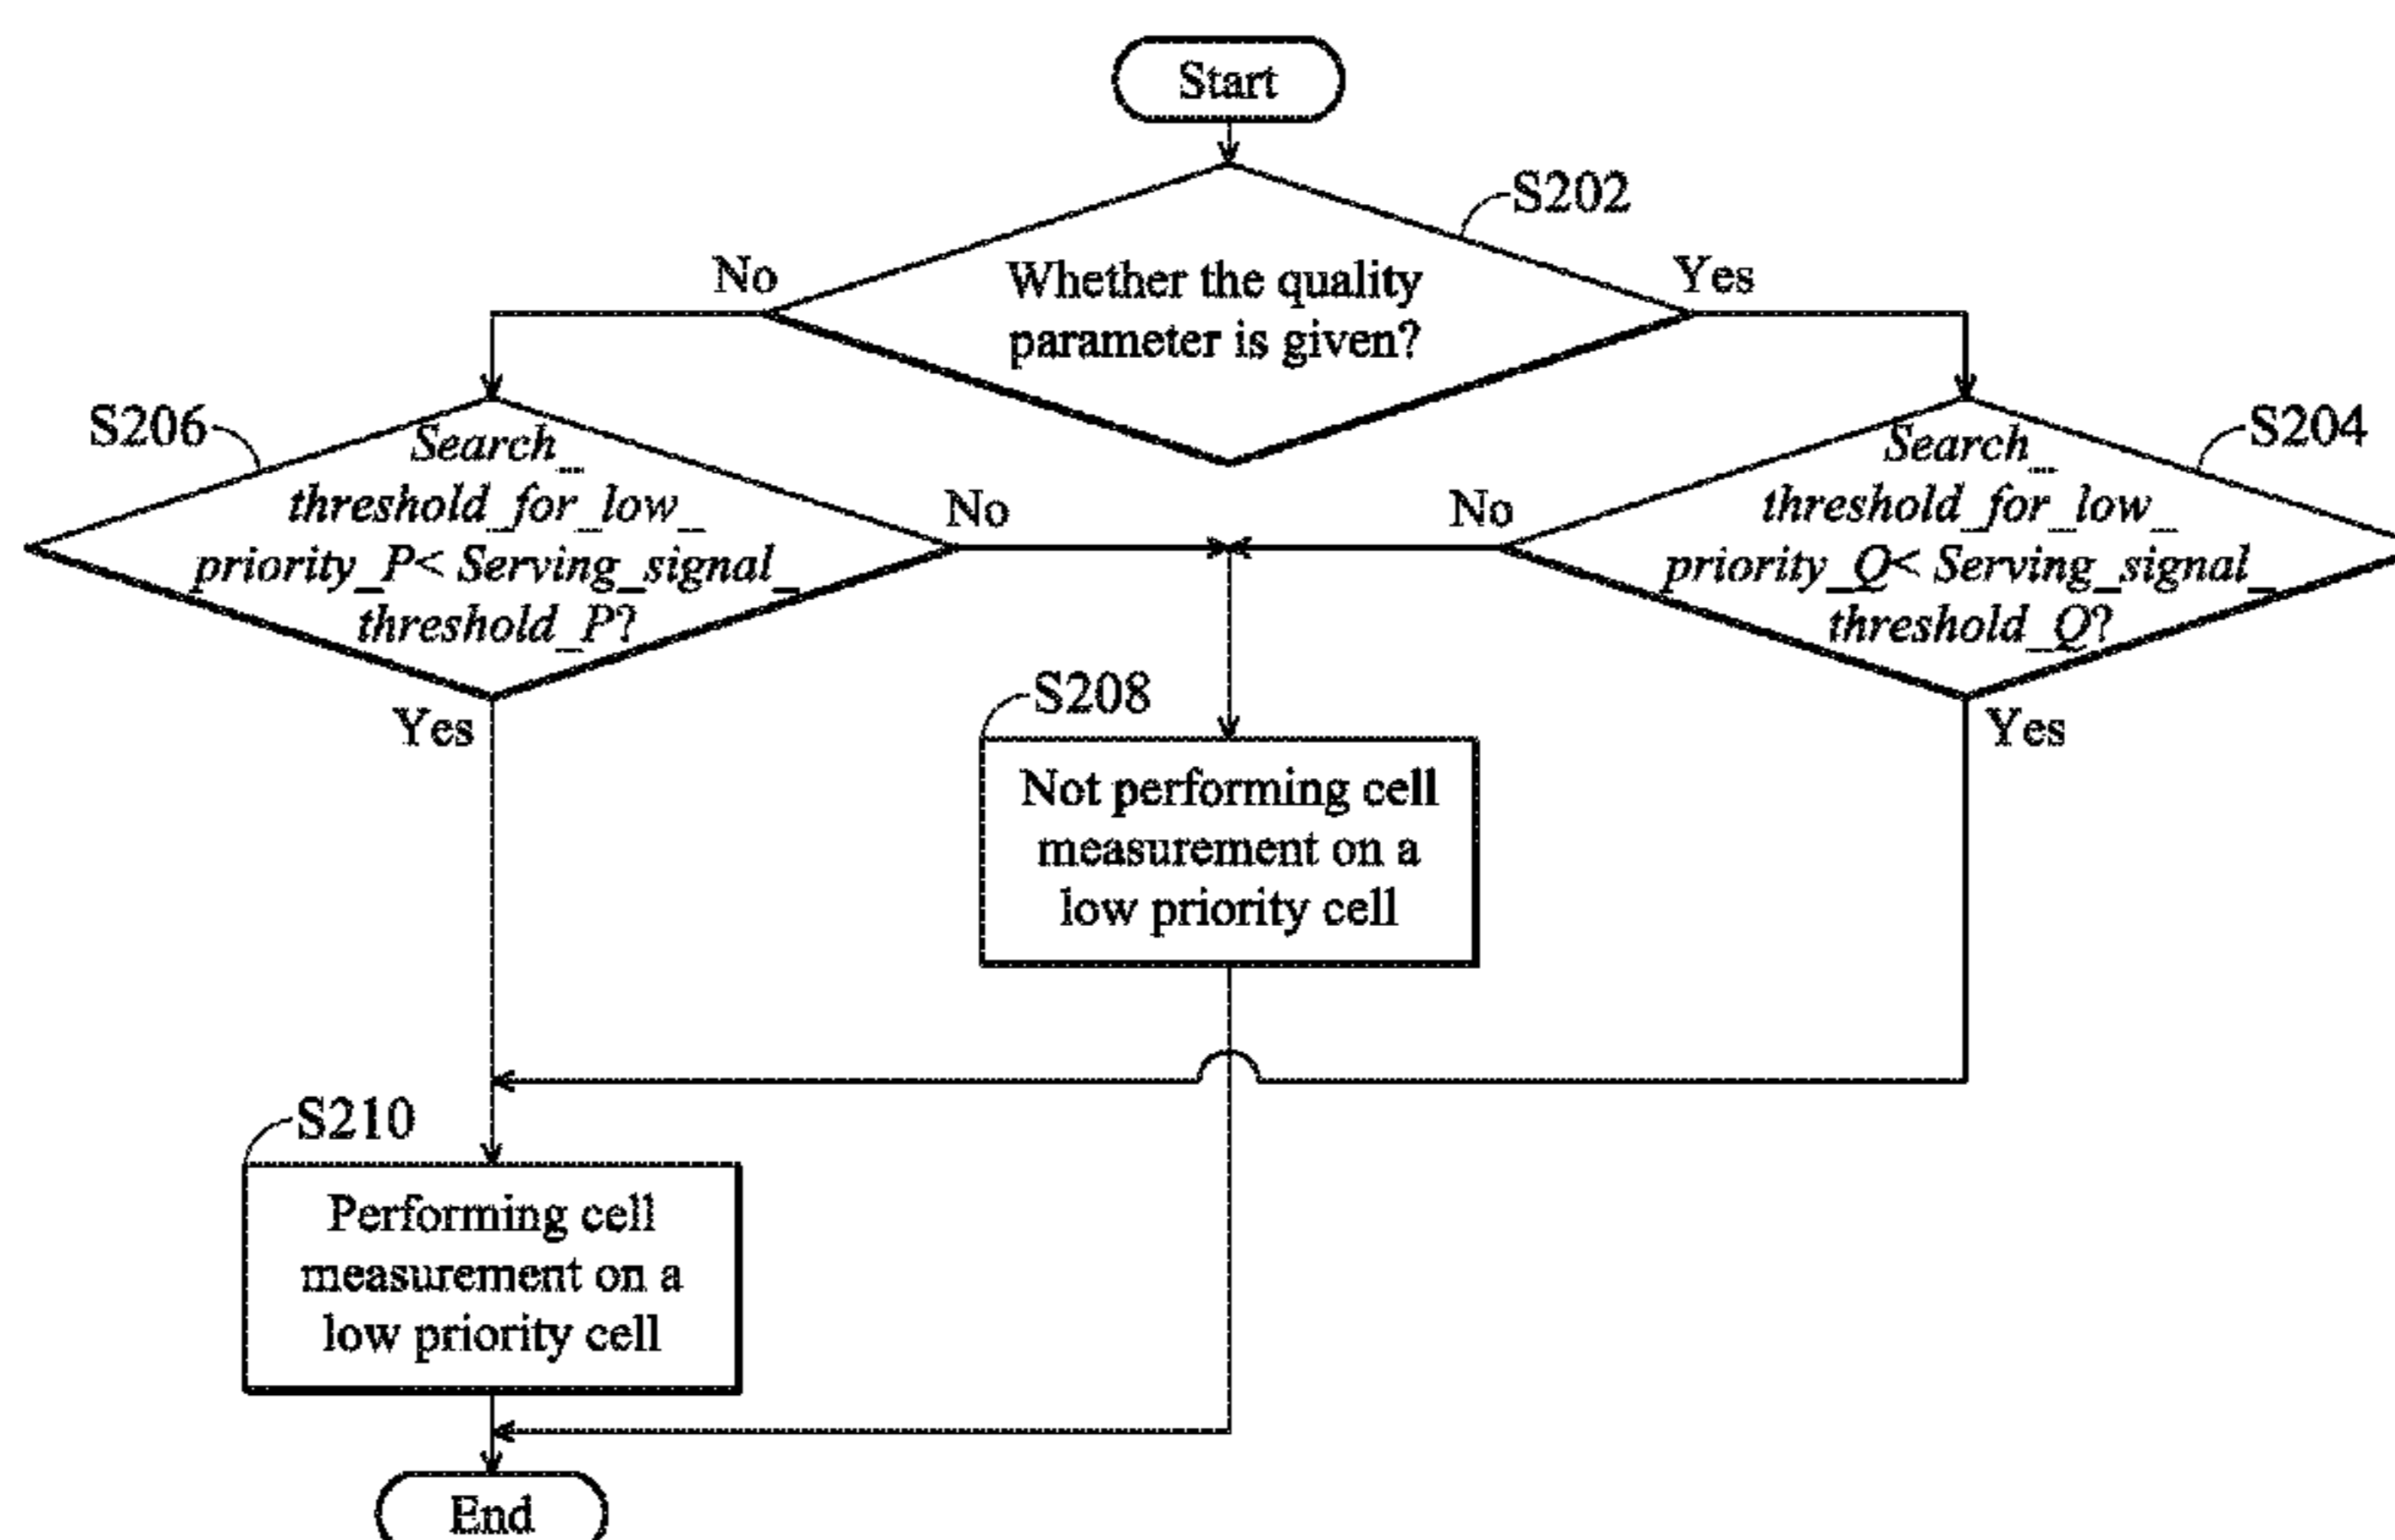 Start
S202
No
Whether the quality
parameter is given?
Yes
S206
Search_
threshold_for_low_
priority_P< Serving_signal_
threshold_P?
No
Yes
S204
Search_
threshold_for_low_
priority_Q< Serving_signal_
threshold_Q?
No
Yes
S208
Not performing cell
measurement on a
low priority cell
S210
Performing cell
measurement on a
low priority cell
End